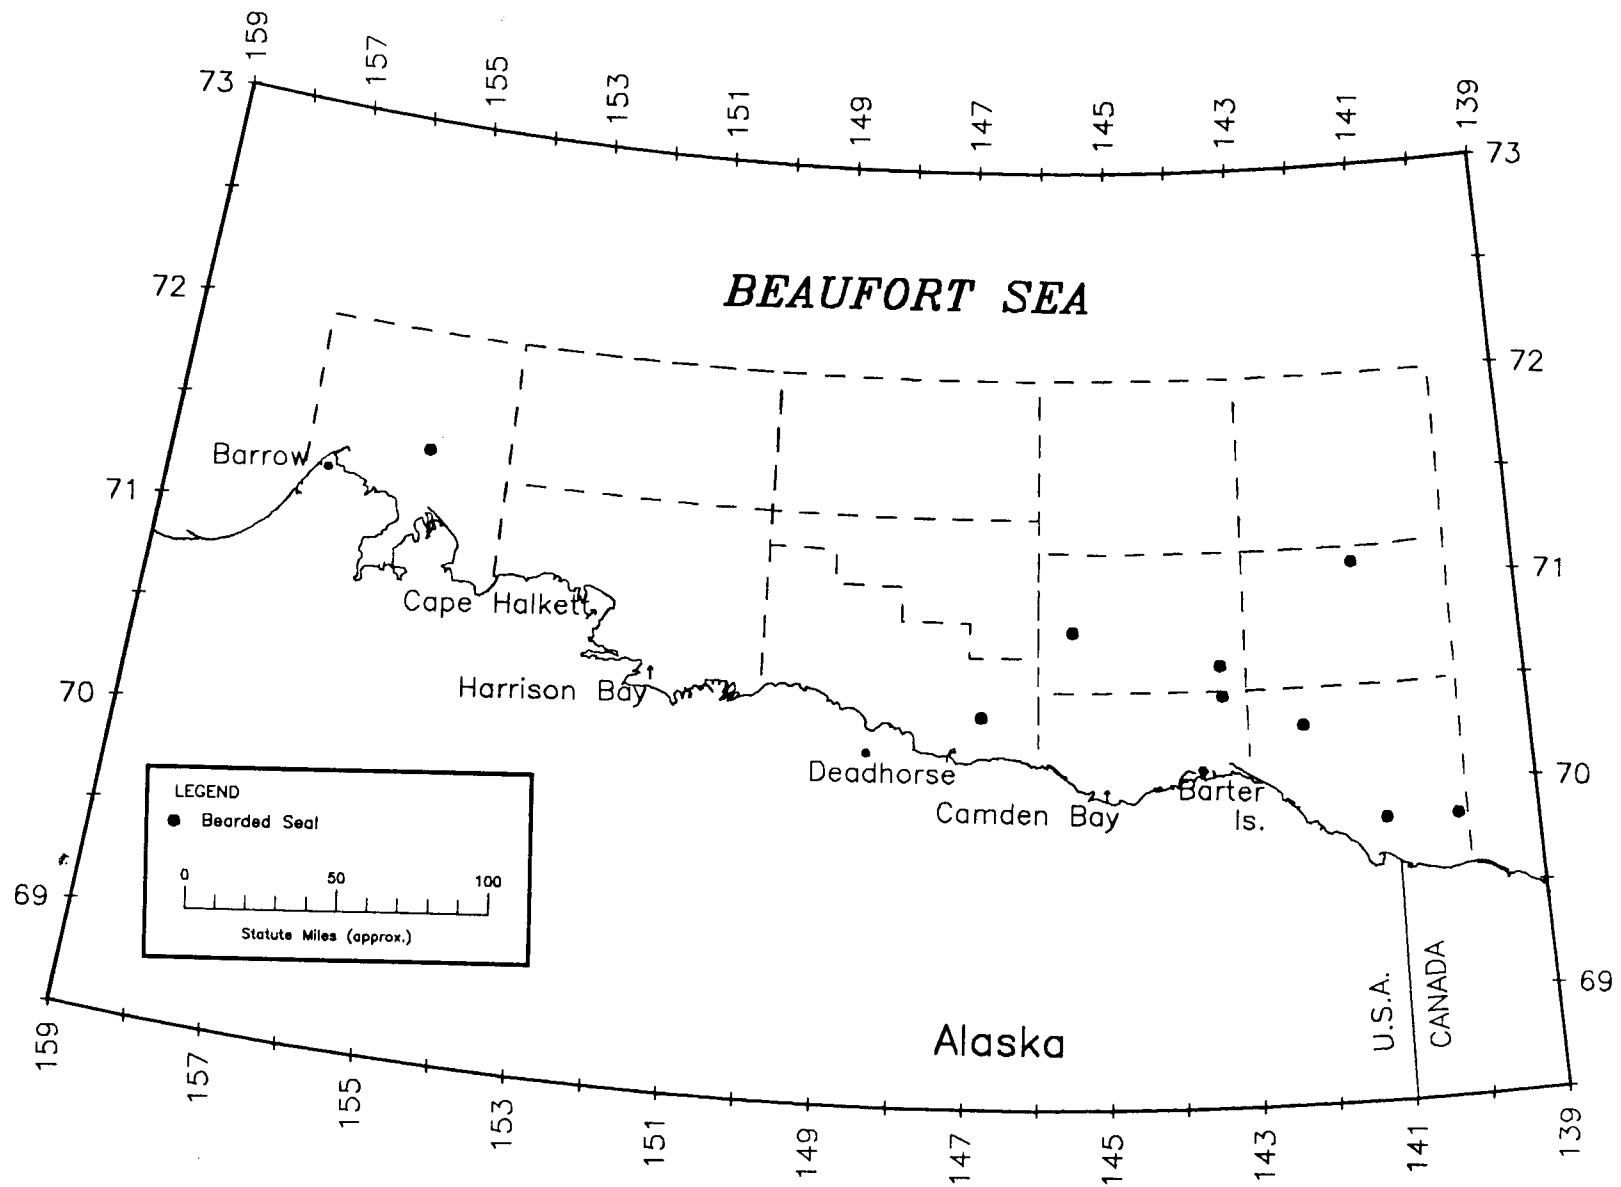 159
157
155
153
151
149
147
145
143
141
139
73
73
BEAUFORT SEA
72
72
Barrow
71
71
Cape Halkett
Harrison Bay
70
70
Deadhorse
Camden Bay
Barter
Is.
LEGEND
Bearded Seal
0 50 100
Statute Miles (approx.)
69
69
U.S.A.
CANADA
Alaska
159
157
155
153
151
149
147
145
143
141
139